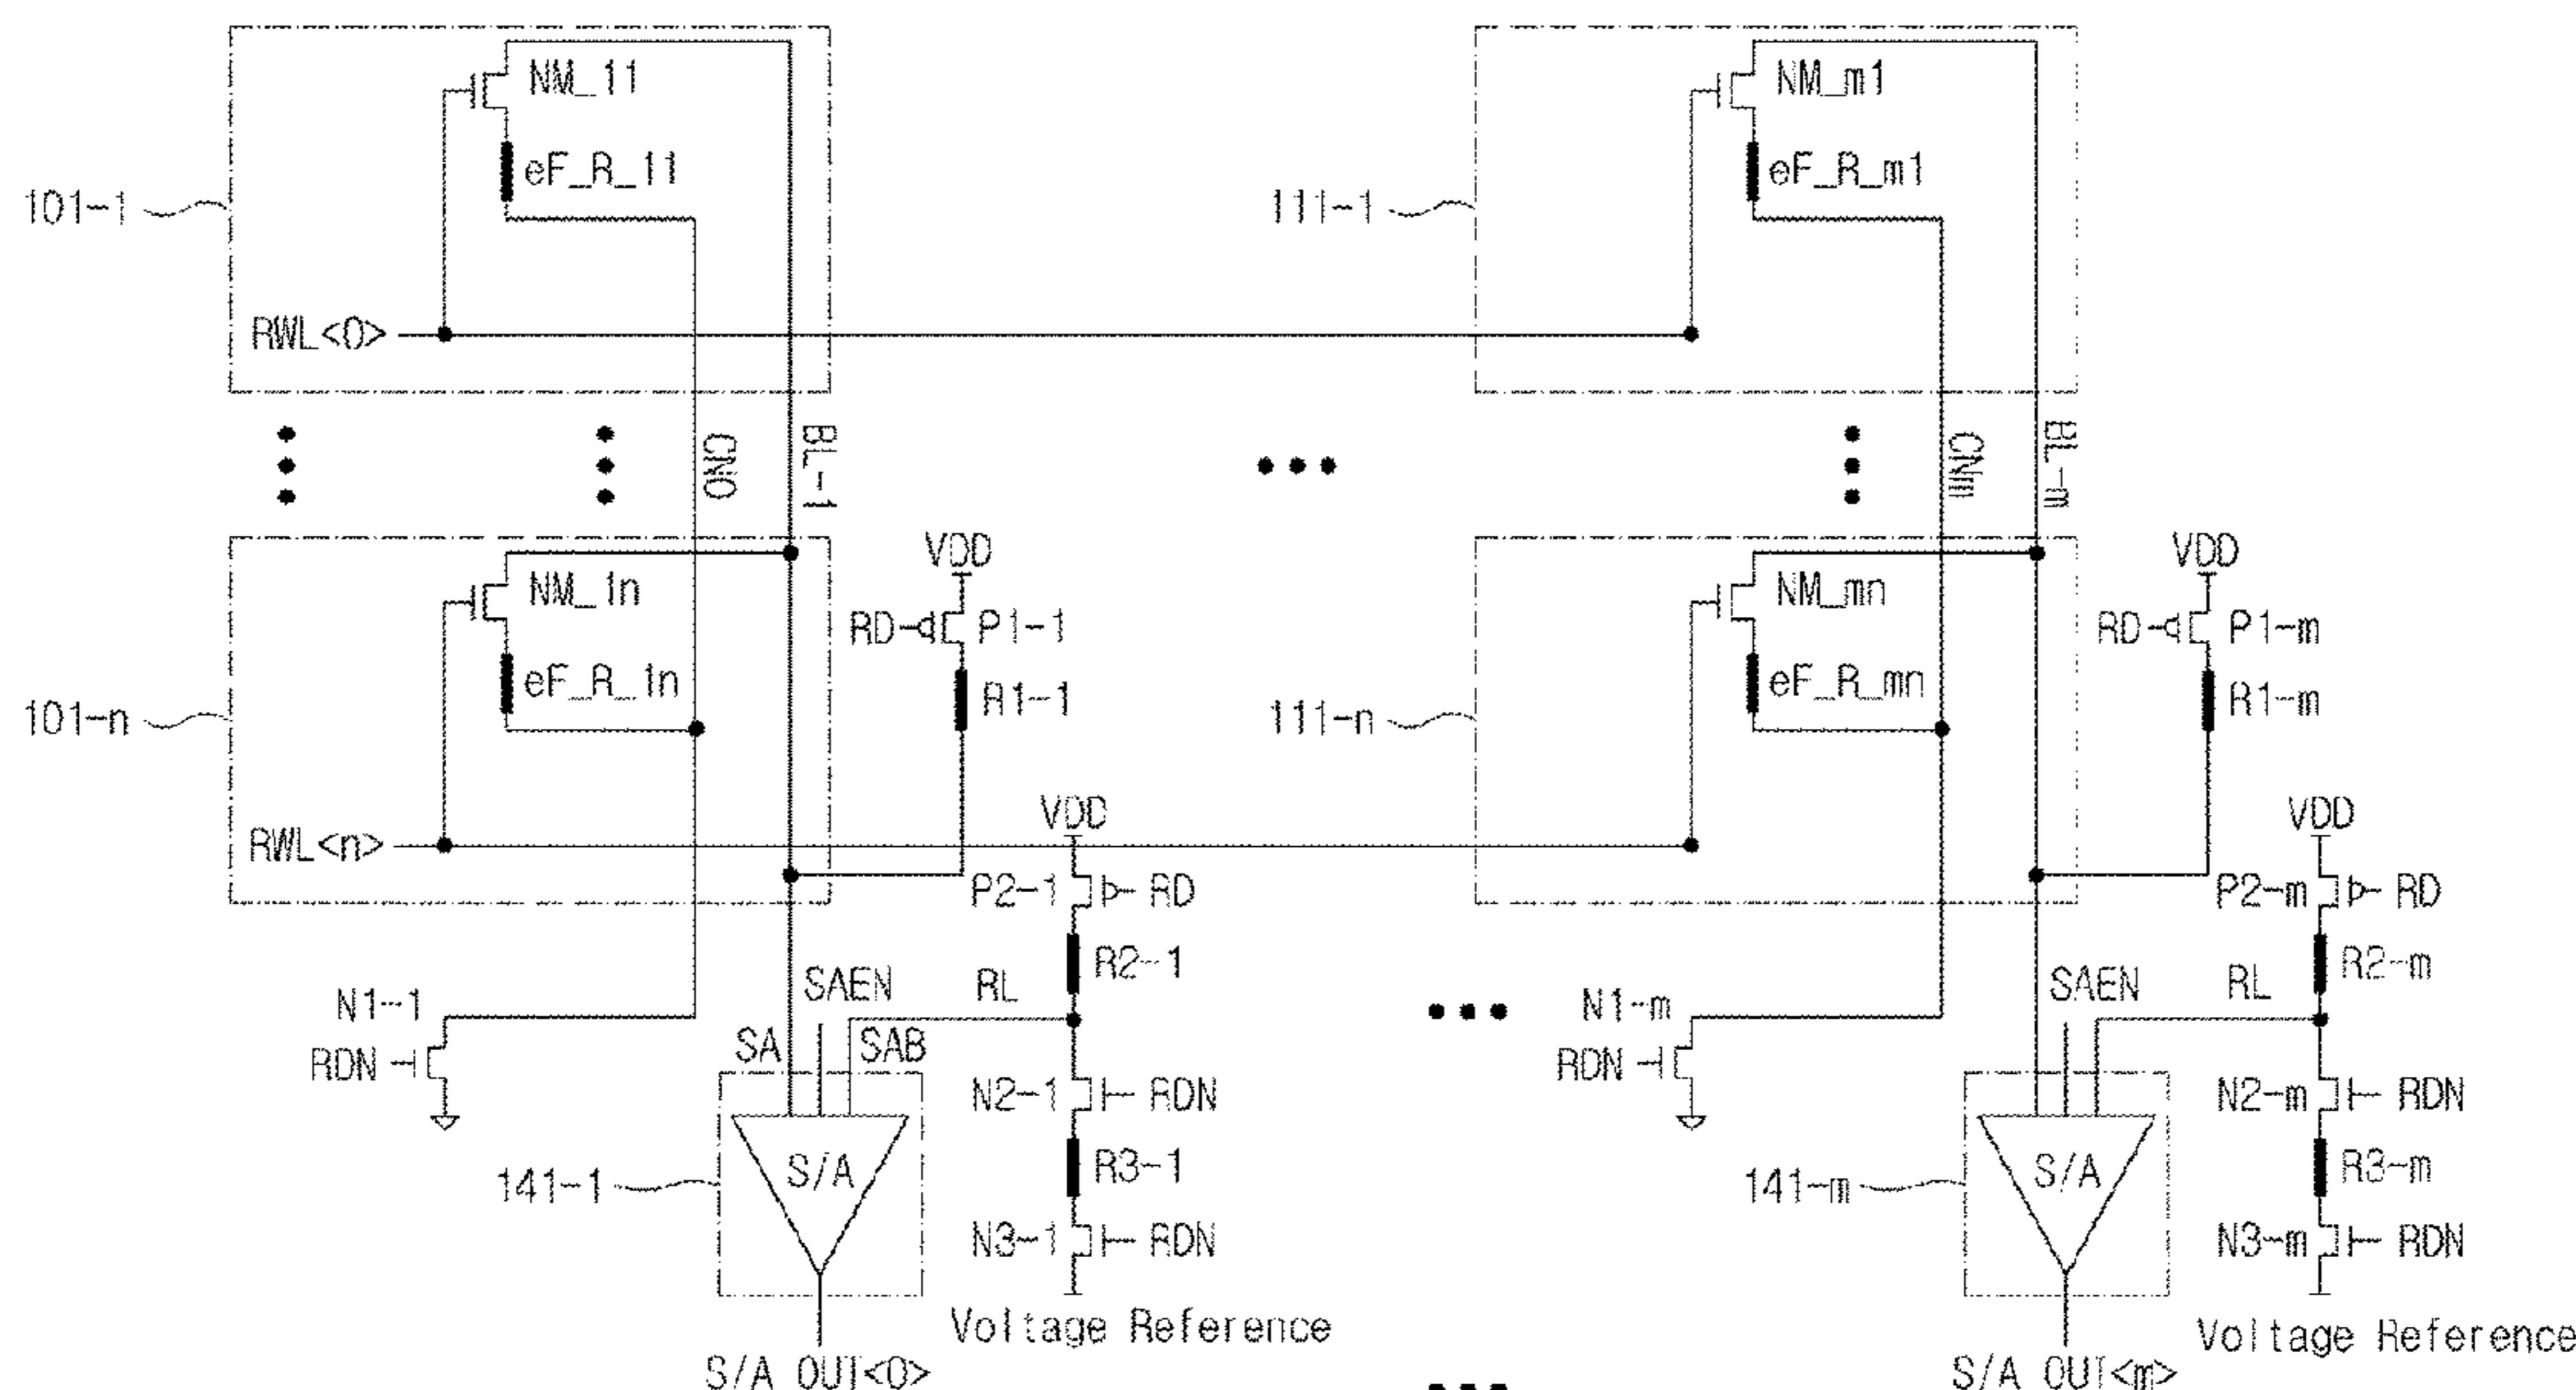 NM_11
NM_m1
eF_R_11
eF_R_m1
101-1
111-1
RWL<0>
CN0
BL-1
CNm
BL-m
VDD
VDD
NM_1n
NM_mn
RD
P1-1
RD
P1-m
eF_R_1n
R1-1
eF_R_mn
R1-m
101-n
111-n
VDD
VDD
RWL<n>
P2-1
RD
P2-m
RD
R2-1
R2-m
SAEN
RL
SAEN
RL
N1-1
N1-m
SA
SAB
RDN
RDN
N2-1
RDN
N2-m
RDN
S/A
R3-1
S/A
R3-m
141-1
141-m
N3-1
RDN
N3-m
RDN
Voltage Reference
Voltage Reference
S/A OUT<0>
S/A OUT<m>